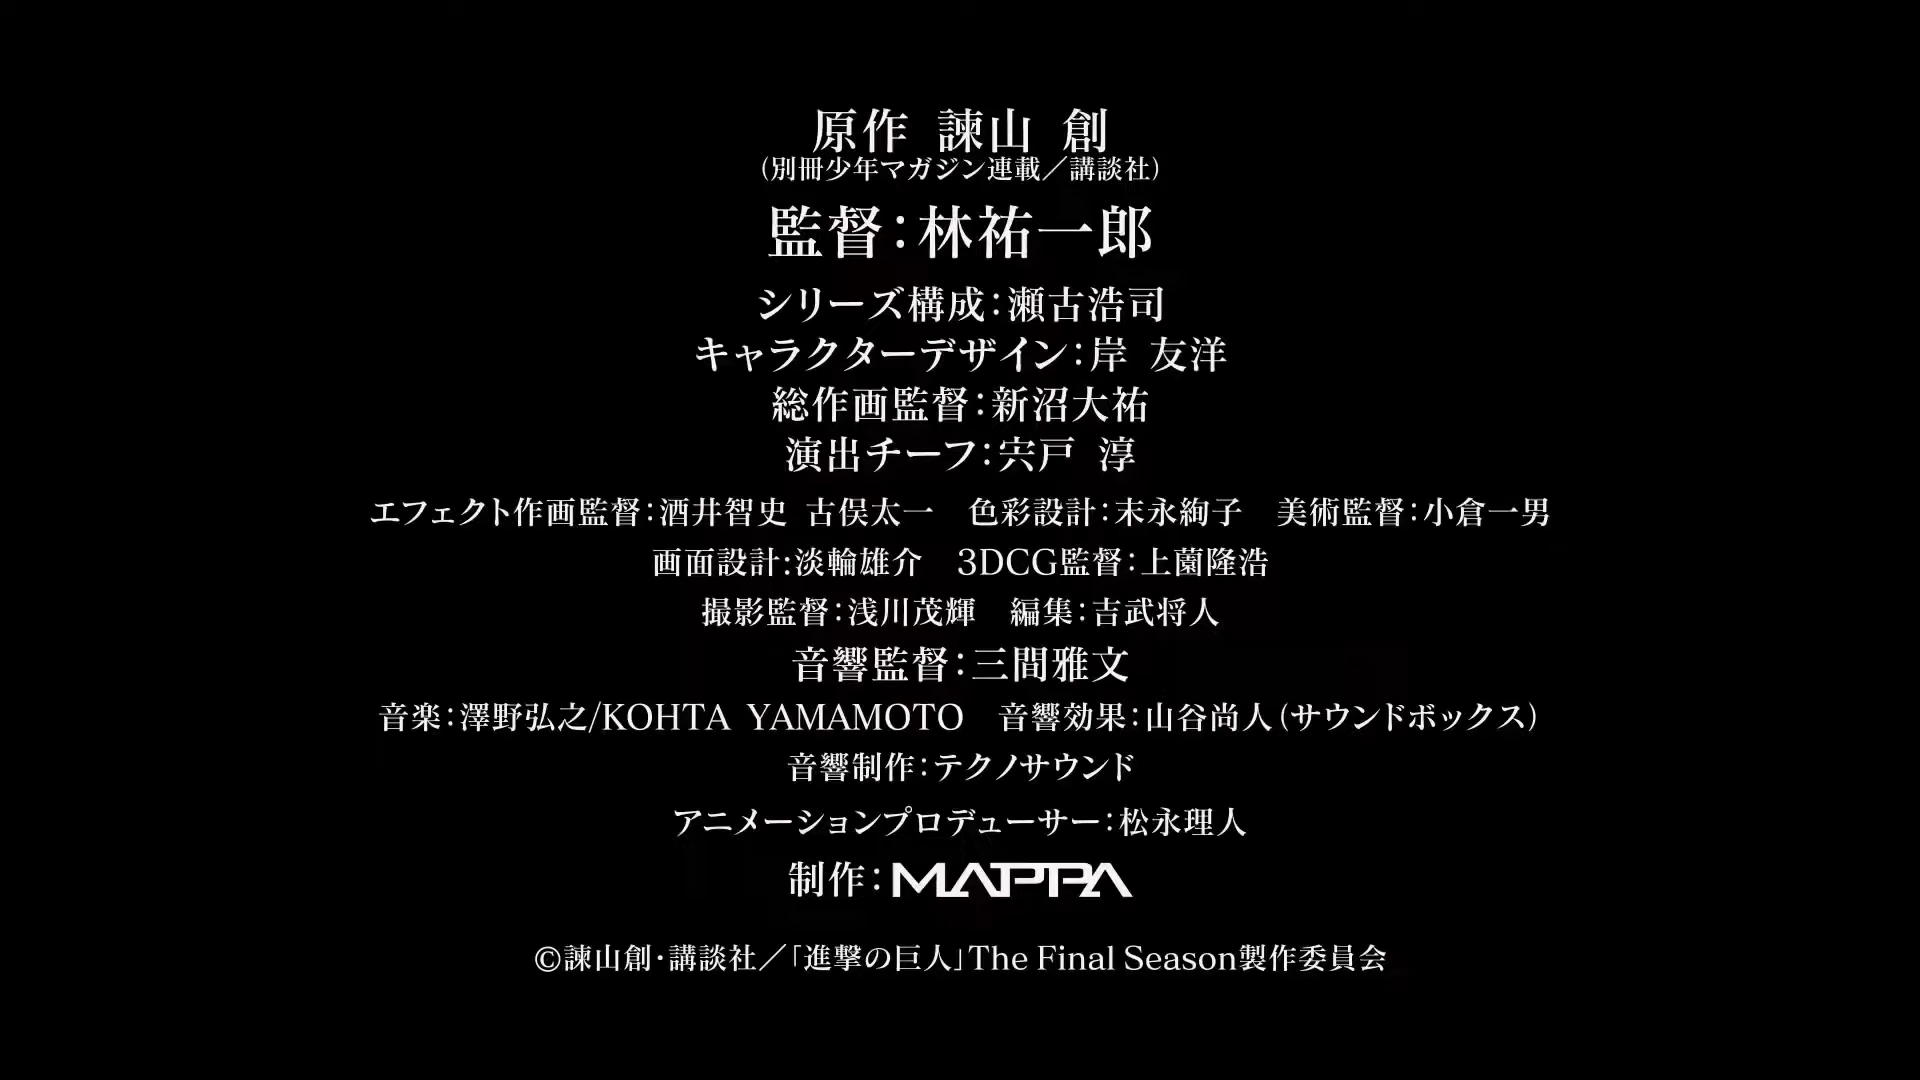 原作 諫山 創
(別冊少年マガジン連載／講談社)
監督：林祐一郎
シリーズ構成：瀬古浩司
キャラクターデザイン：岸 友洋
総作画監督：新沼大祐
演出チーフ：宍戸 淳
エフェクト作画監督：酒井智史 古俣太一 色彩設計：末永絢子 美術監督：小倉一男
画面設計：淡輪雄介 3DCG監督：上薗隆浩
撮影監督：浅川茂輝 編集：吉武将人
音響監督：三間雅文
音楽：澤野弘之/KOHTA YAMAMOTO 音響効果：山谷尚人（サウンドボックス）
音響制作：テクノサウンド
アニメーションプロデューサー：松永理人
制作：MAPPA
©諫山創・講談社／「進撃の巨人」The Final Season製作委員会